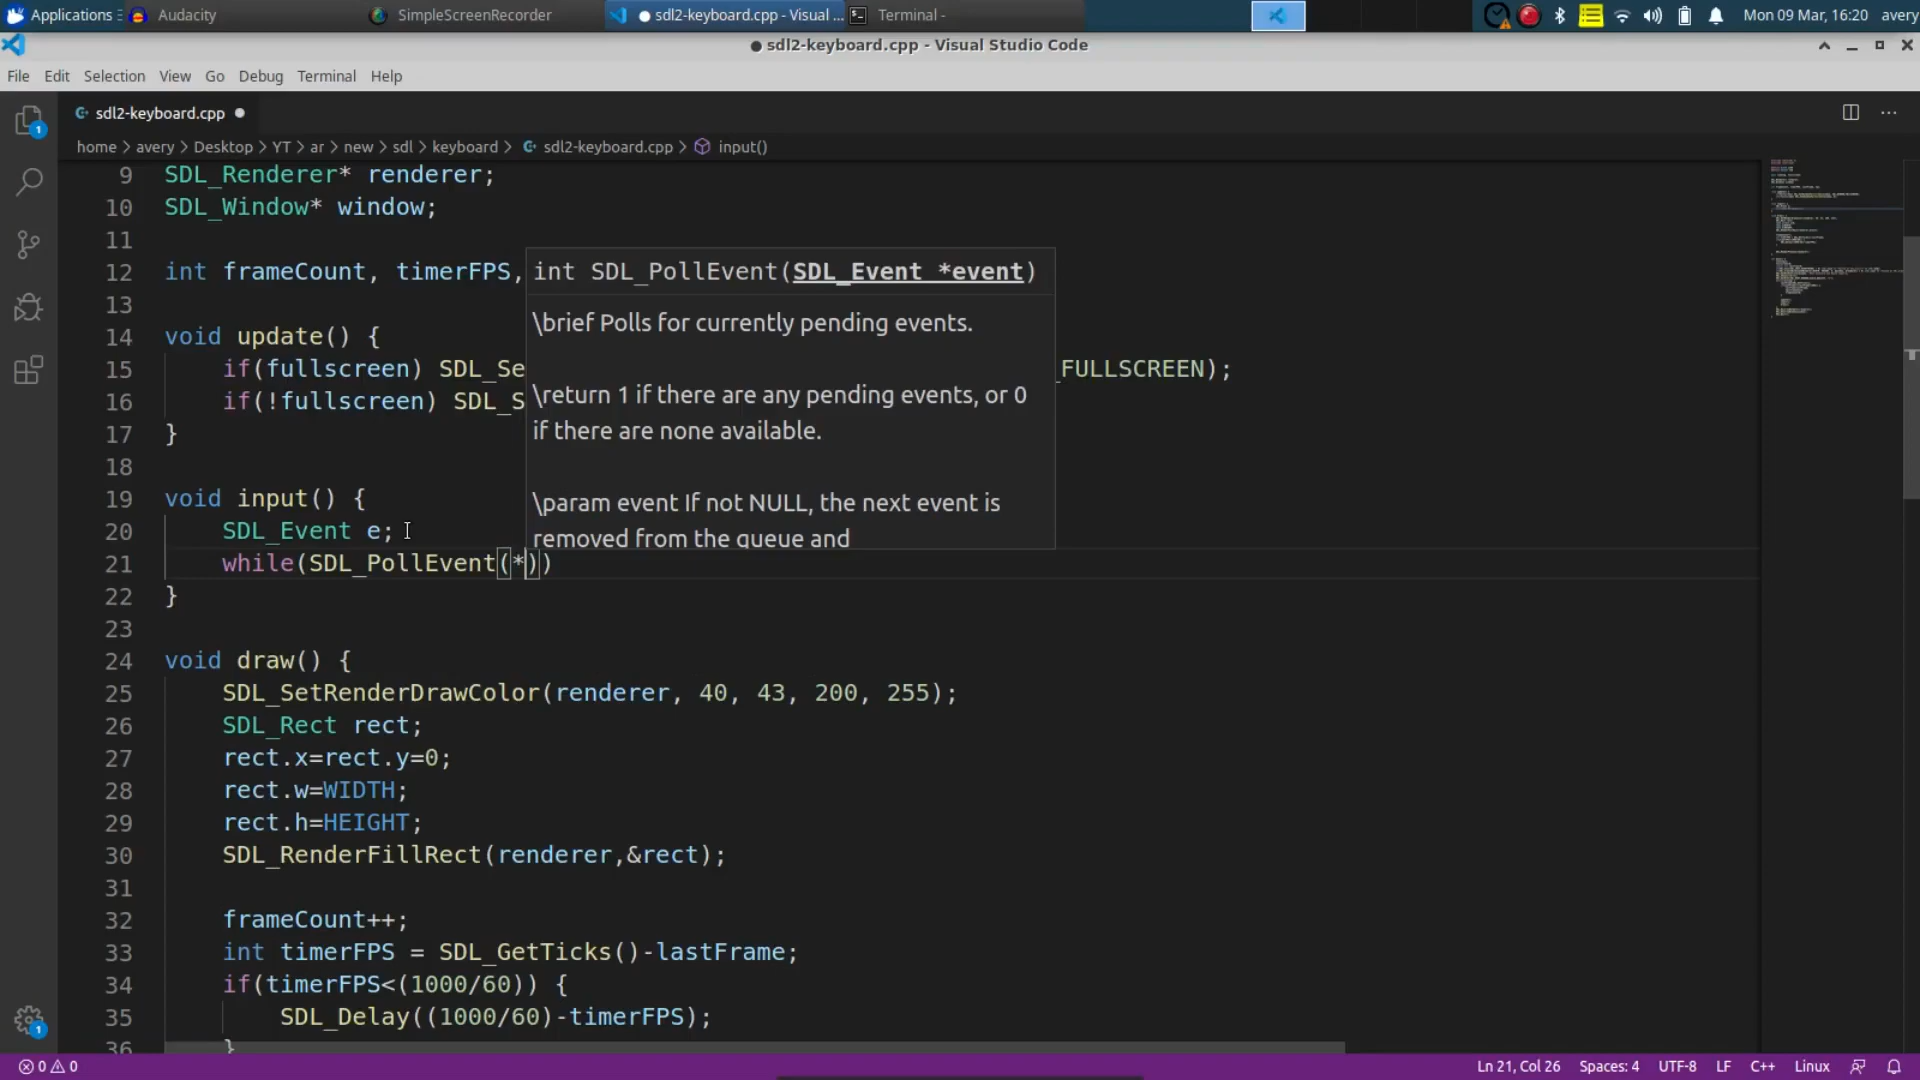 Applications
Audacity
SimpleScreenRecorder
● sdl2-keyboard.cpp - Visual ...
Terminal -
Mon 09 Mar, 16:20
avery
● sdl2-keyboard.cpp - Visual Studio Code
File Edit Selection View Go Debug Terminal Help
sdl2-keyboard.cpp ●
home > avery > Desktop > YT > ar > new > sdl > keyboard > sdl2-keyboard.cpp > input()
9 SDL_Renderer* renderer;
10 SDL_Window* window;
11
12 int frameCount, timerFPS,
int SDL_PollEvent(SDL_Event *event)
13
\brief Polls for currently pending events.
14 void update() {
15 if(fullscreen) SDL_Se
_FULLSCREEN);
\return 1 if there are any pending events, or 0
16 if(!fullscreen) SDL_S
if there are none available.
17 }
18
19 void input() {
\param event If not NULL, the next event is
20 SDL_Event e;
removed from the queue and
21 while(SDL_PollEvent(*))
22 }
23
24 void draw() {
25 SDL_SetRenderDrawColor(renderer, 40, 43, 200, 255);
26 SDL_Rect rect;
27 rect.x=rect.y=0;
28 rect.w=WIDTH;
29 rect.h=HEIGHT;
30 SDL_RenderFillRect(renderer,&rect);
31
32 frameCount++;
33 int timerFPS = SDL_GetTicks()-lastFrame;
34 if(timerFPS<(1000/60)) {
35 SDL_Delay((1000/60)-timerFPS);
36 }
1
1
0 0
Ln 21, Col 26 Spaces: 4 UTF-8 LF C++ Linux